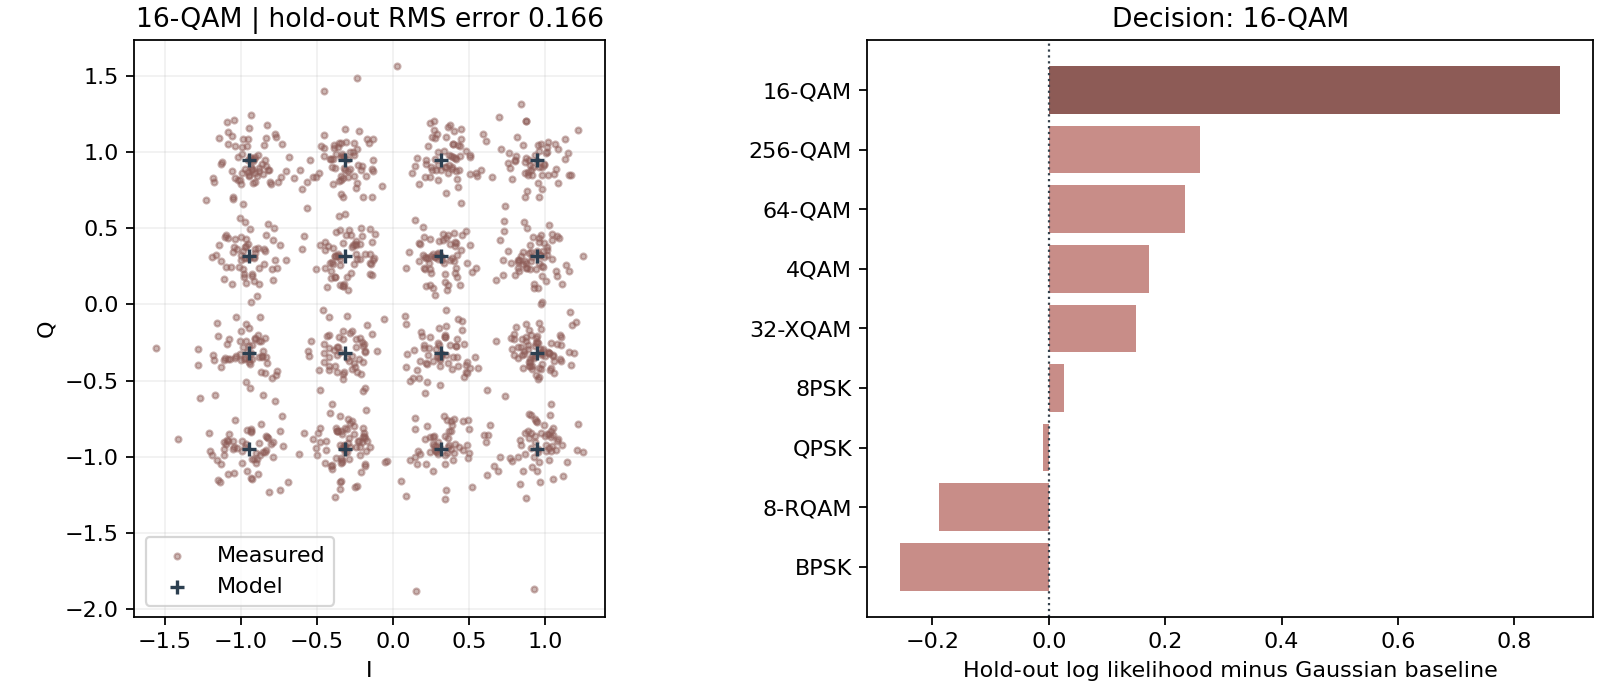 16-QAM | hold-out RMS error 0.166
1.5
1.0
0.5
0.0
−0.5
−1.0
−1.5
−2.0
Q
Measured
Model
−1.5 −1.0 −0.5 0.0 0.5 1.0
I
Decision: 16-QAM
16-QAM
256-QAM
64-QAM
4QAM
32-XQAM
8PSK
QPSK
8-RQAM
BPSK
−0.2 0.0 0.2 0.4 0.6 0.8
Hold-out log likelihood minus Gaussian baseline